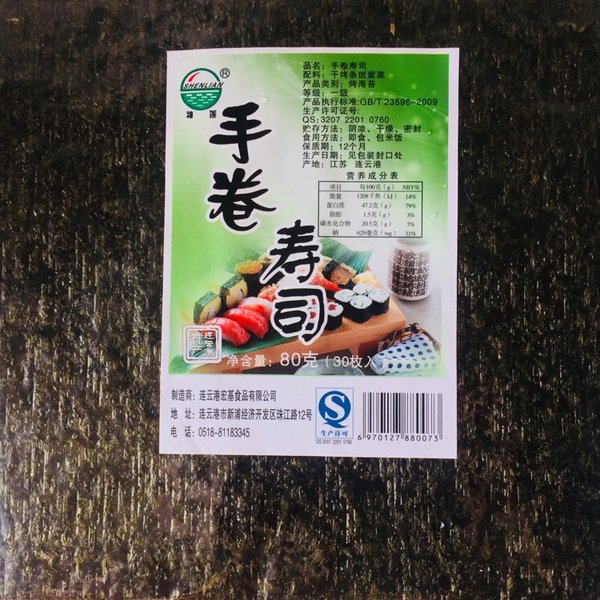 SHENLIAN
®
手卷
寿司
品名：手卷寿司
配料：干烤条斑紫菜
产品类别：烤海苔
等级：一级
产品执行标准:GB/T 23596-2009
生产许可证号:
QS:3207 2201 0760
贮存方法：阴凉、干燥、密封
食用方法：即食、包米饭
保质期：12个月
生产日期：见包装封口处
产地：江苏 连云港
营养成分表
项目 每100克(g) NRV%
能量 1208千焦(kJ) 14%
蛋白质 47.2克(g) 79%
脂肪 1.5克(g) 3%
碳水化合物 20.5克(g) 7%
钠 629毫克(mg) 31%
净含量：80克（30枚入）
制造商：连云港宏基食品有限公司
地 址：连云港市新浦经济开发区珠江路12号
电 话：0518-81183345
生产许可
QS 3207 2201 0760
6 970127 880073